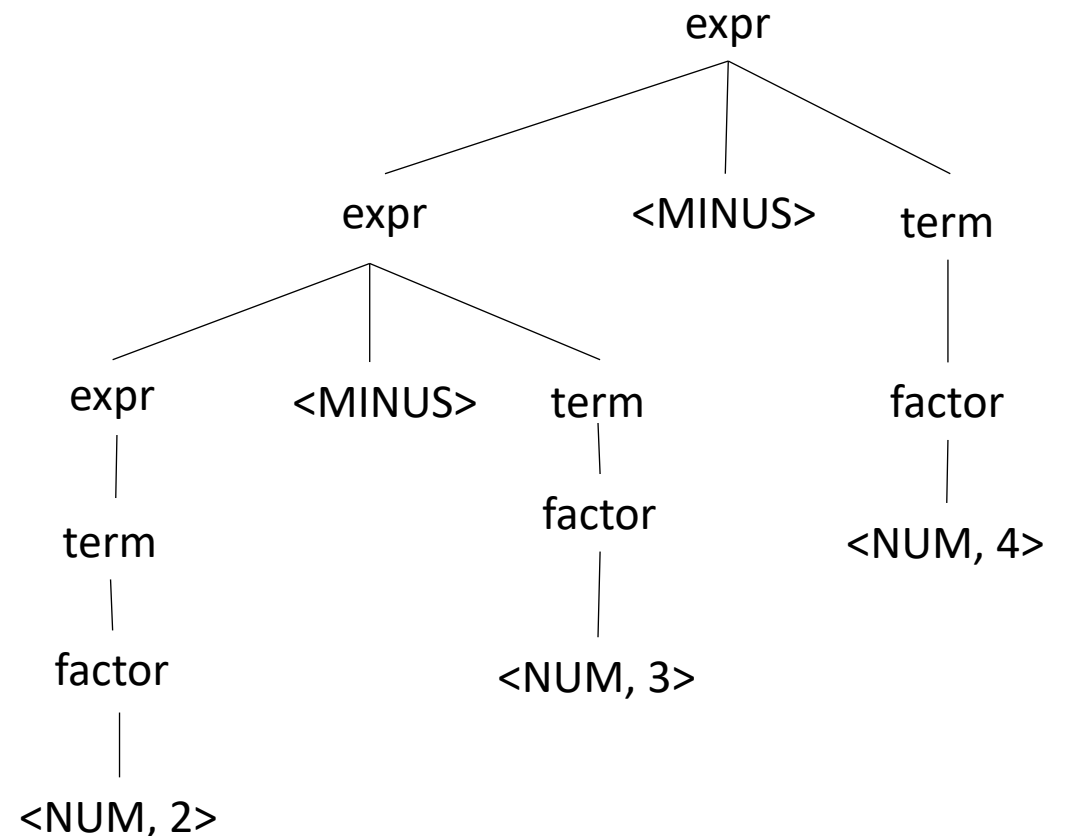 expr
expr <MINUS> term
expr <MINUS> term factor
factor
term <NUM, 4>
factor
<NUM, 3>
<NUM, 2>